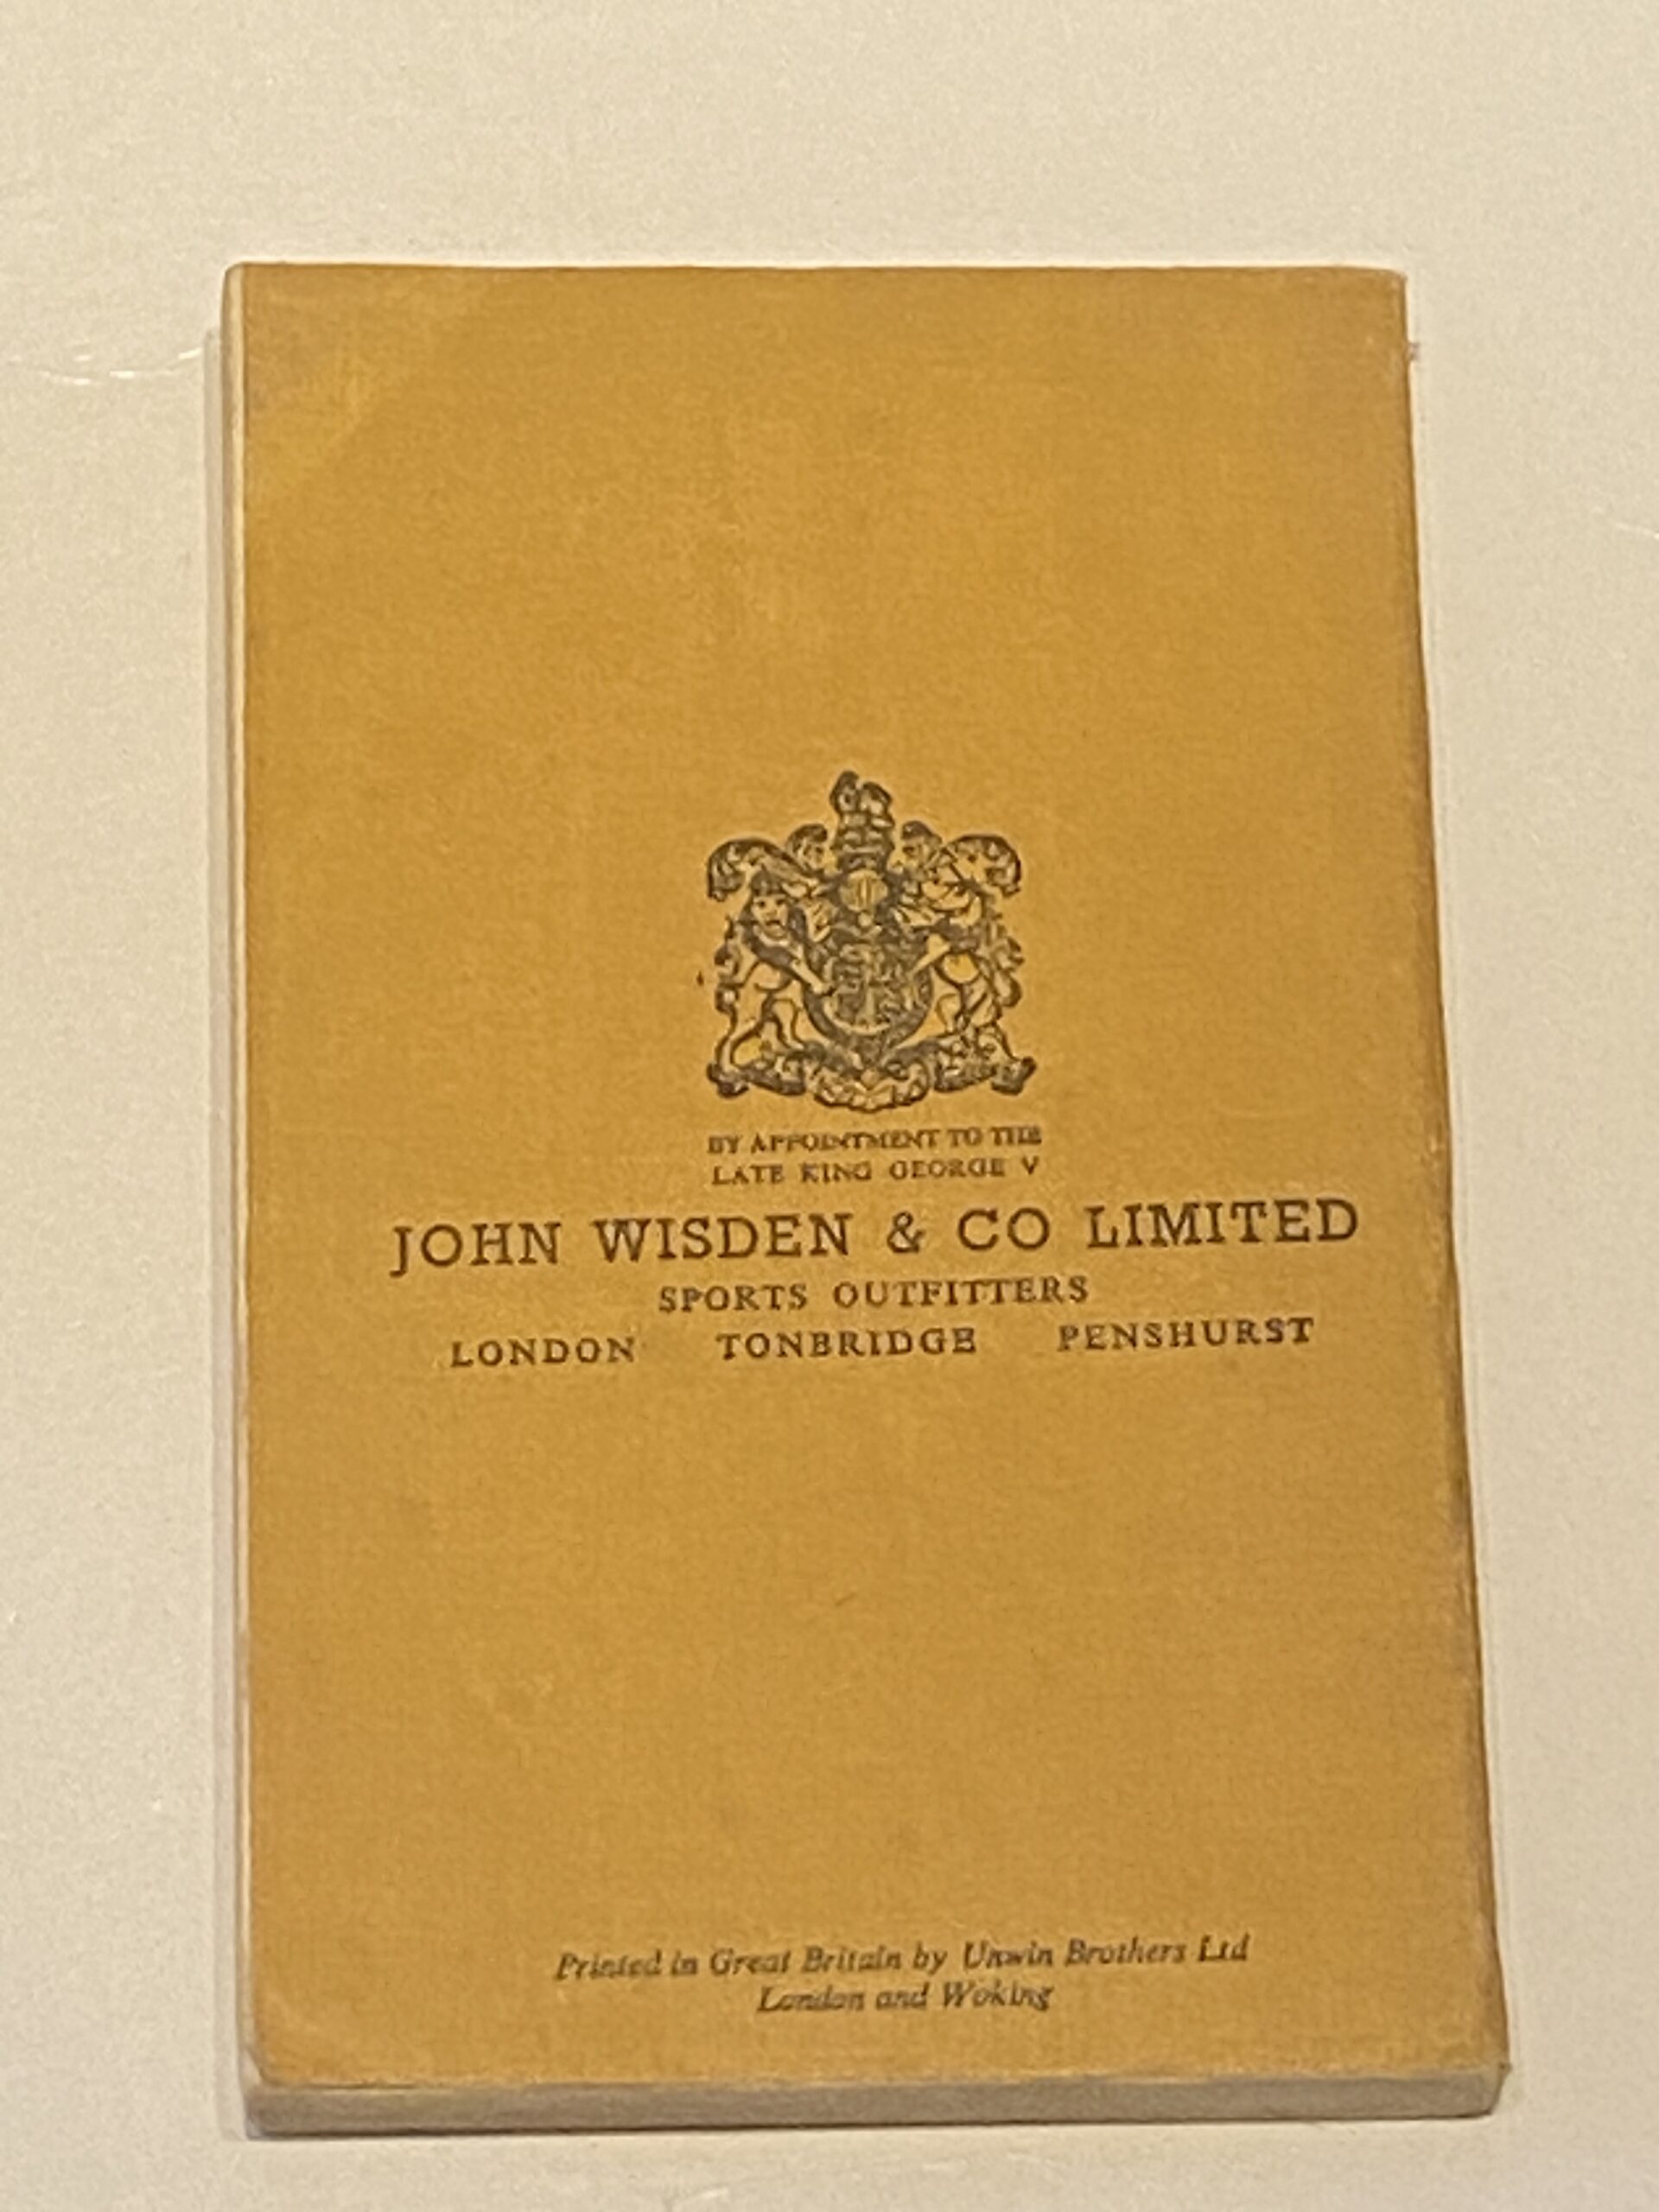 BY APPOINTMENT TO THE
LATE KING GEORGE V
JOHN WISDEN & CO LIMITED
SPORTS OUTFITTERS
LONDON TONBRIDGE PENSHURST
Printed in Great Britain by Unwin Brothers Ltd
London and Woking